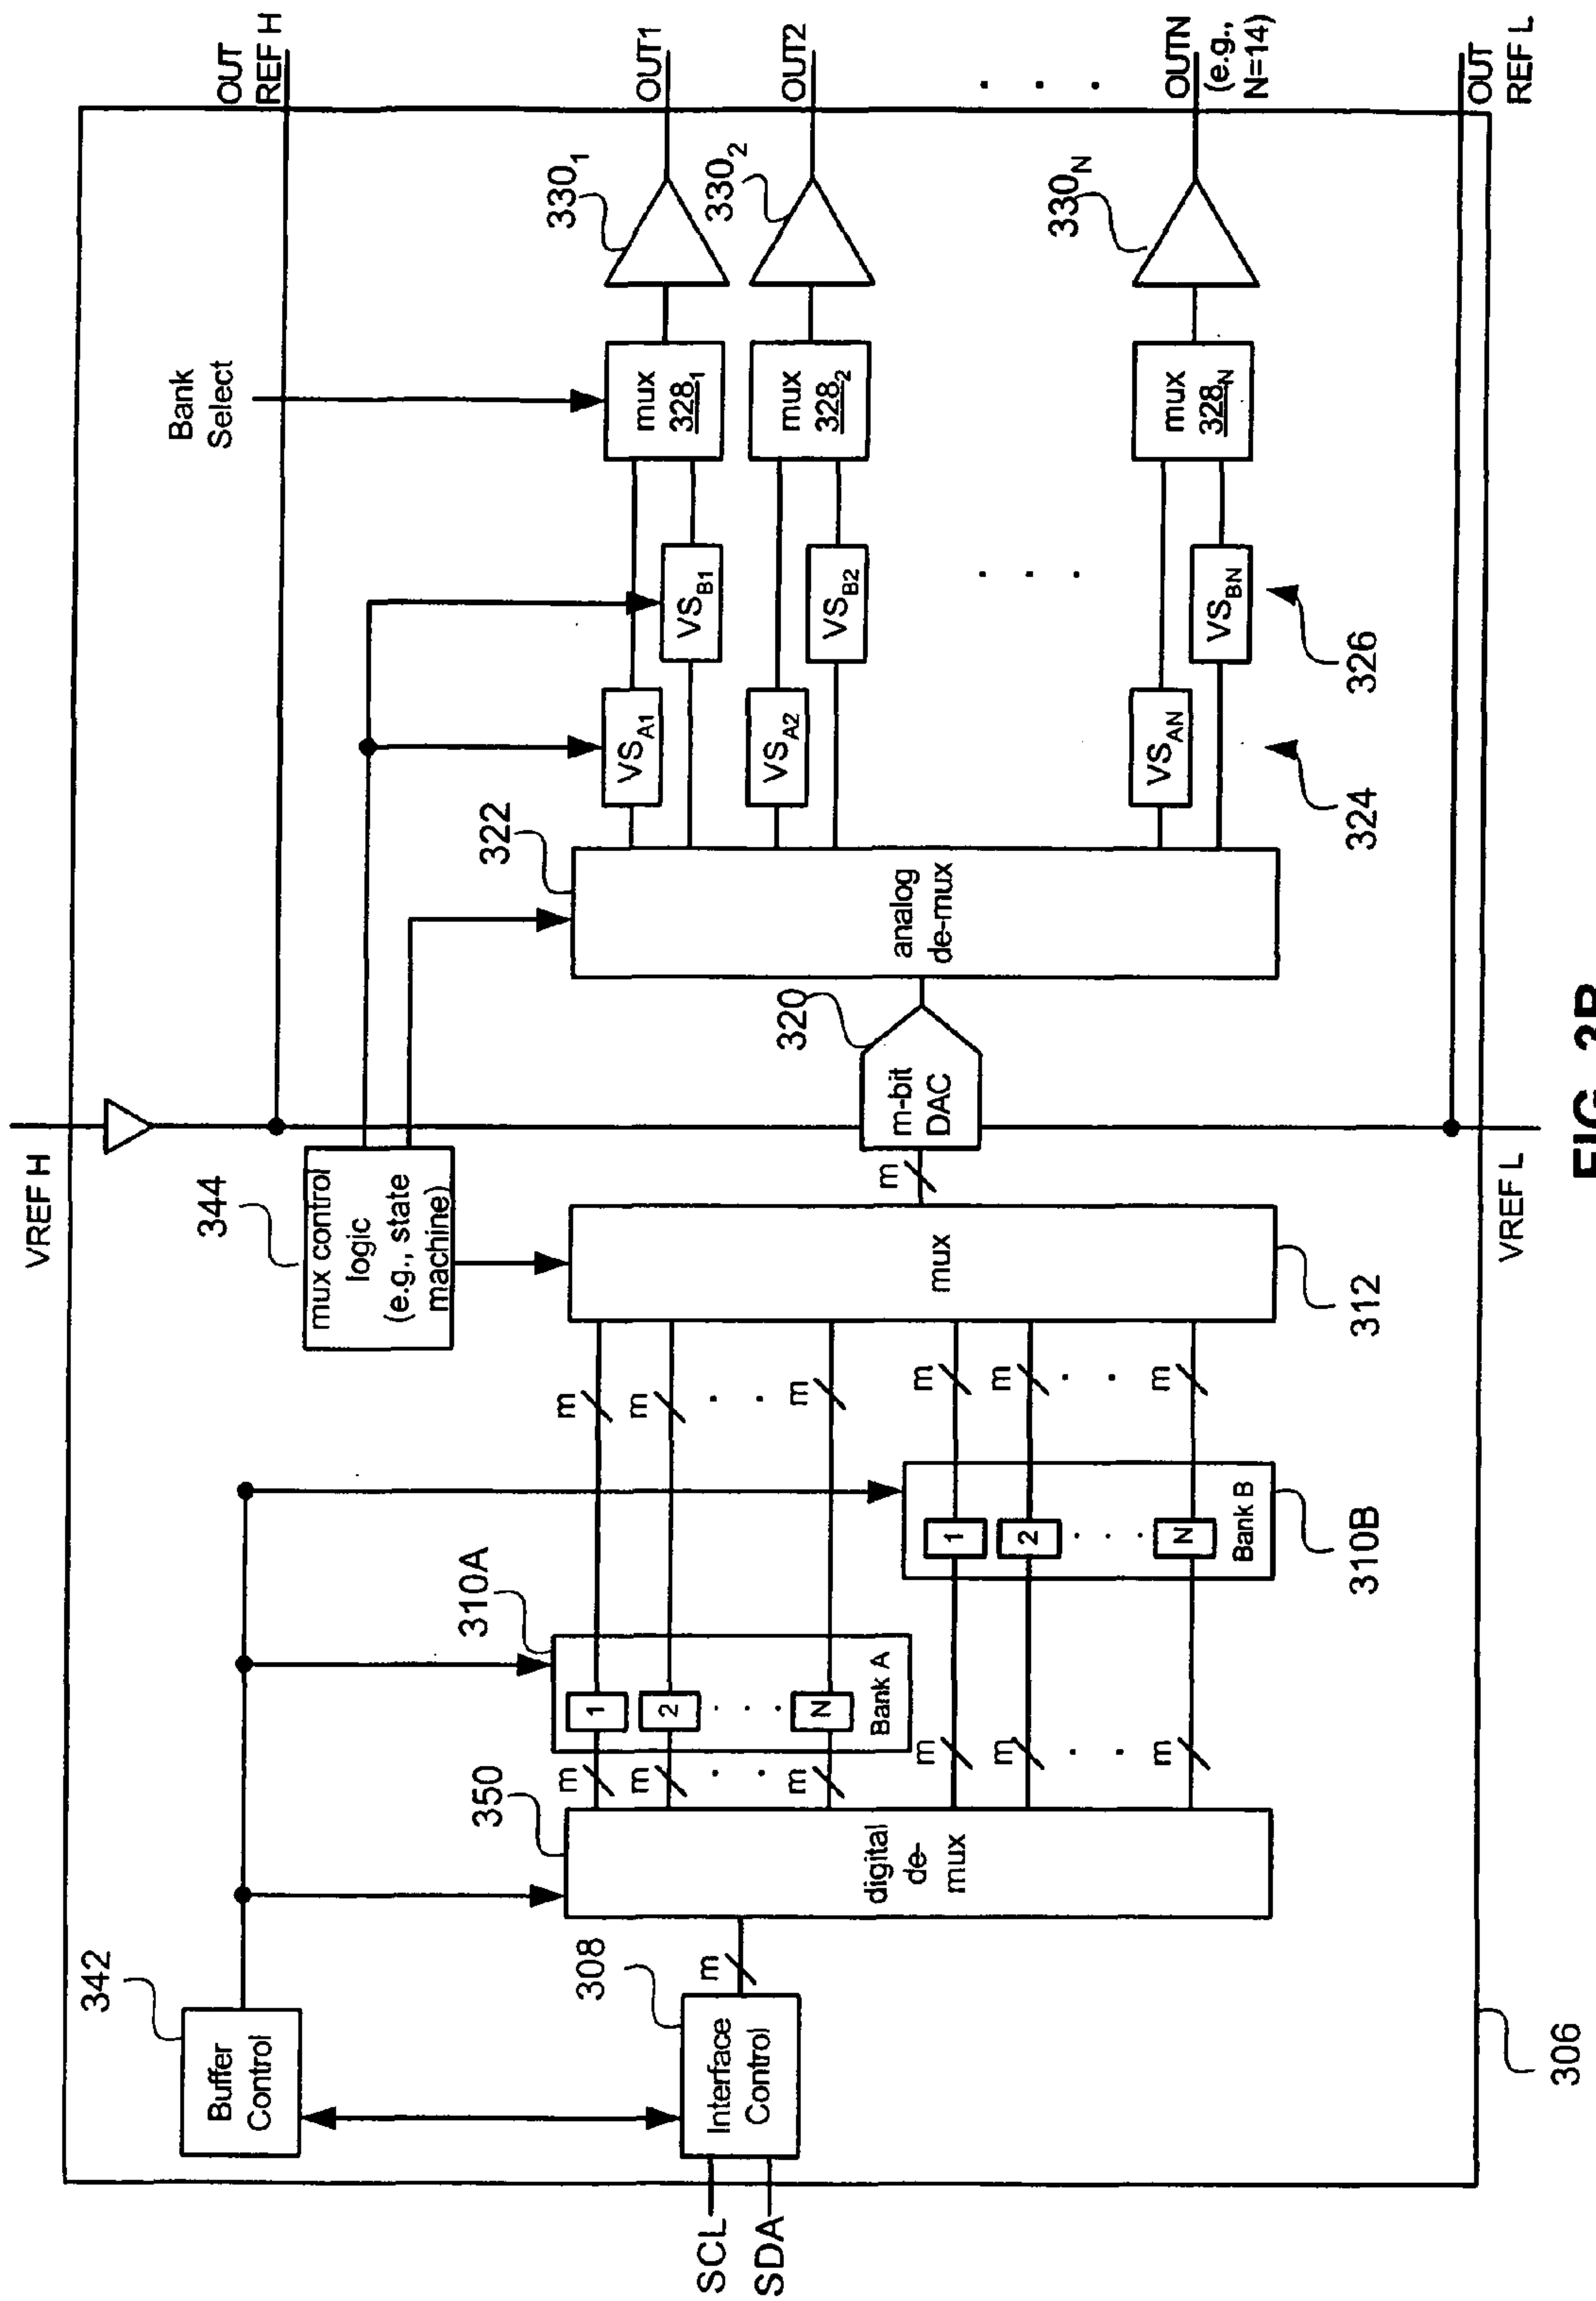 VREF H
OUT
REF H
Bank
Select
342
Buffer
Control
344
mux control
logic
(e.g., state
machine)
SCL
SDA
308
Interface
Control
m
350
digital
de-
mux
m
m
. .
m
m
m
. .
m
310A
1
2
. . .
N
Bank A
310B
1
2
. . .
N
Bank B
m
m
. .
m
m
m
. .
m
mux
312
m
320
m-bit
DAC
322
analog
de-mux
VSA1
VSB1
VSA2
VSB2
. . .
VSAN
VSBN
324
326
mux
3281
mux
3282
mux
328N
3301
3302
330N
OUT1
OUT2
. . .
OUTN
(e.g.,
N=14)
OUT
REF L
VREF L
306
FIG. 3B